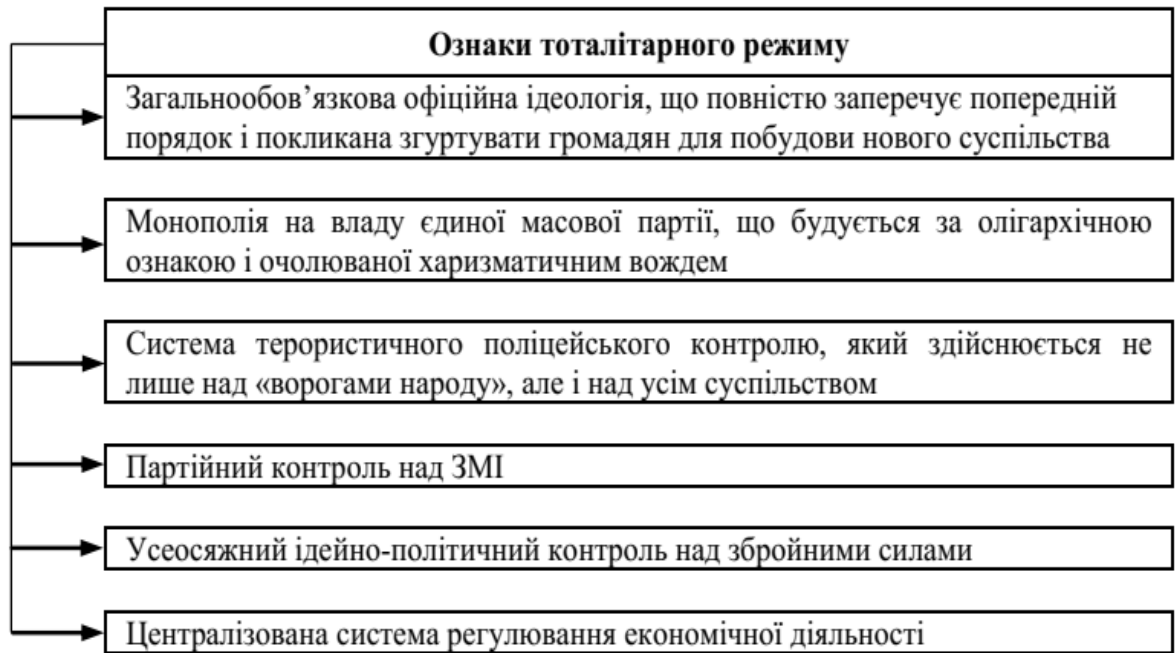 Ознаки тоталітарного режиму
Загальнообов’язкова офіційна ідеологія, що повністю заперечує попередній
порядок і покликана згуртувати громадян для побудови нового суспільства
Монополія на владу єдиної масової партії, що будується за олігархічною
ознакою і очолюваної харизматичним вождем
Система терористичного поліцейського контролю, який здійснюється не
лише над «ворогами народу», але і над усім суспільством
Партійний контроль над ЗМІ
Усеосяжний ідейно-політичний контроль над збройними силами
Централізована система регулювання економічної діяльності